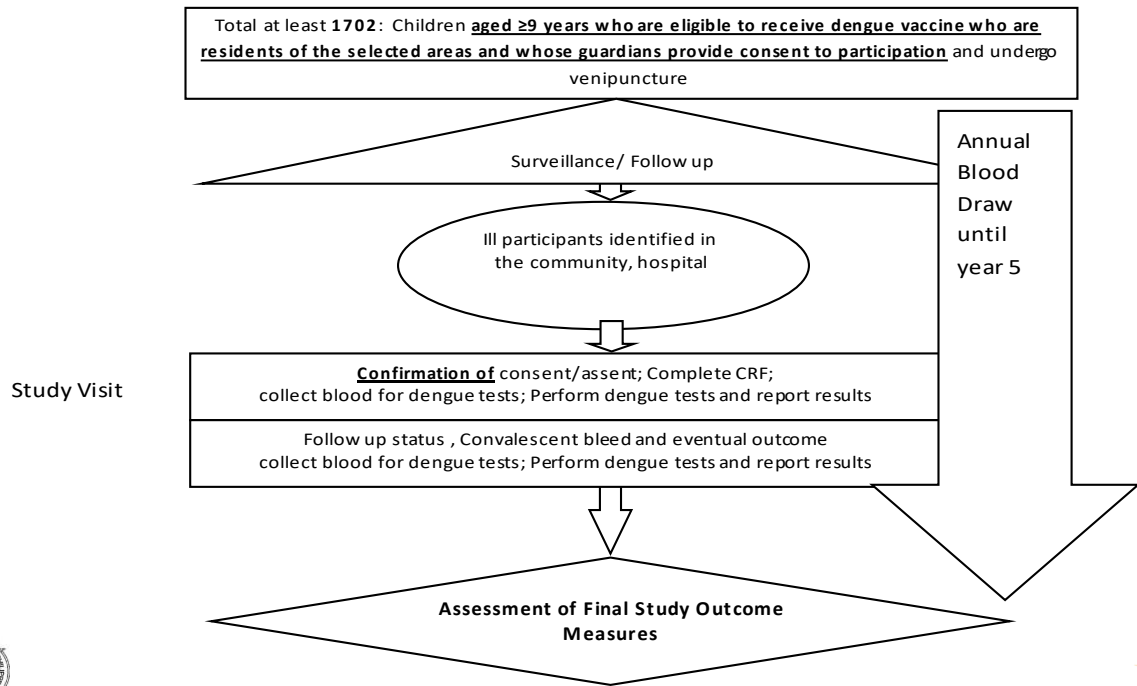 Total at least 1702: Children aged ≥9 years who are eligible to receive dengue vaccine who are
residents of the selected areas and whose guardians provide consent to participation and undergo
venipuncture
Surveillance/ Follow up
Annual
Blood
Draw
until
year 5
Ill participants identified in
the community, hospital
Study Visit
Confirmation of consent/assent; Complete CRF;
collect blood for dengue tests; Perform dengue tests and report results
Follow up status , Convalescent bleed and eventual outcome
collect blood for dengue tests; Perform dengue tests and report results
Assessment of Final Study Outcome
Measures